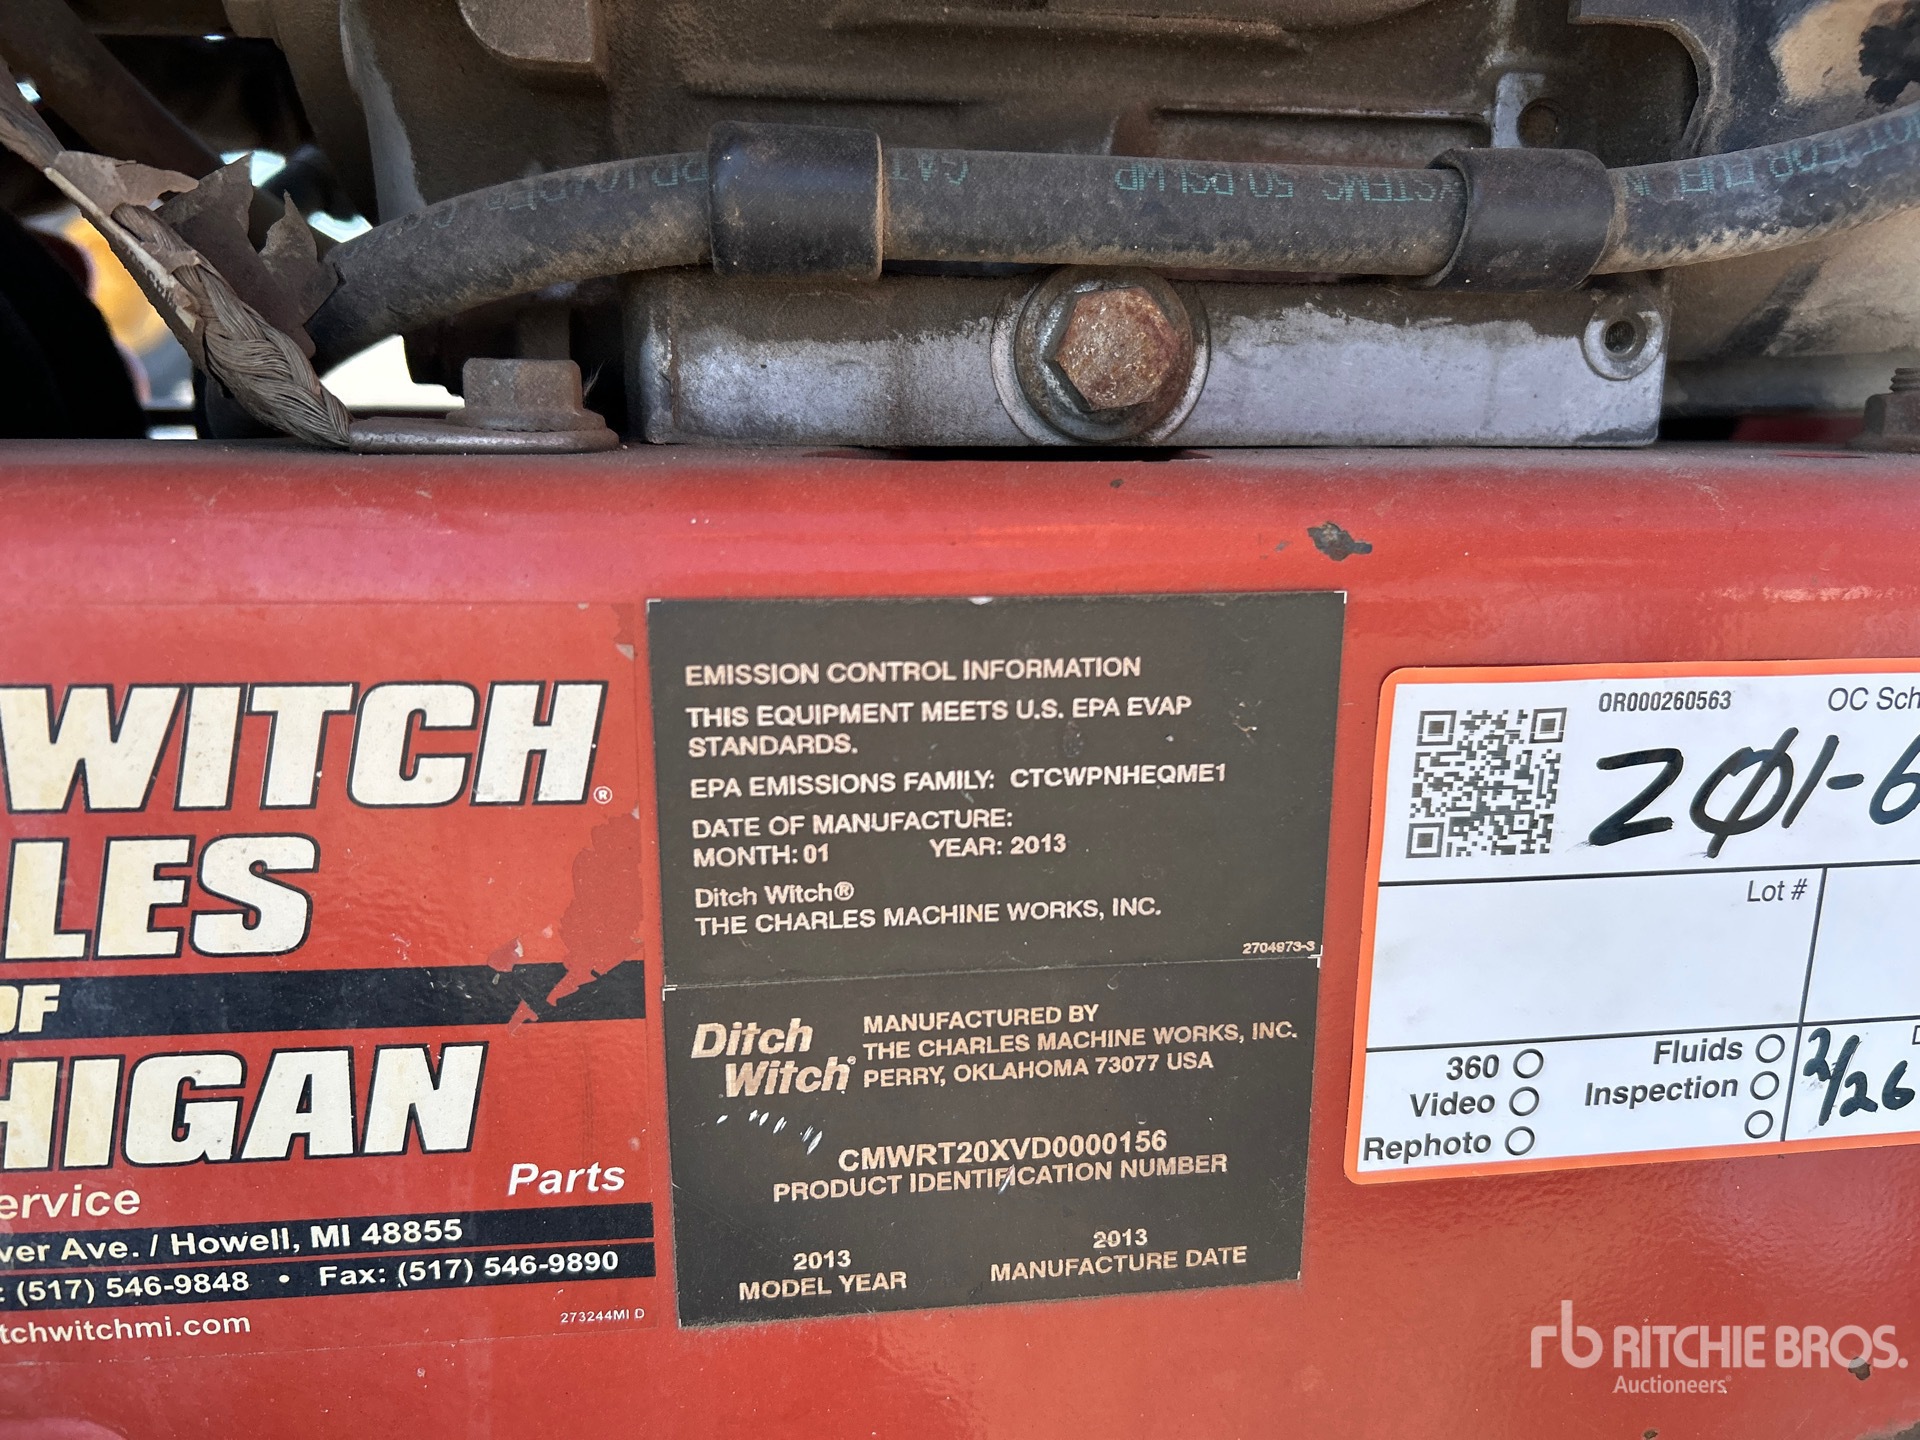 WITCH®
LES
OF
HIGAN
ervice
Parts
ver Ave. / Howell, MI 48855
: (517) 546-9848 • Fax: (517) 546-9890
tchwitchmi.com
273244MI D
EMISSION CONTROL INFORMATION
THIS EQUIPMENT MEETS U.S. EPA EVAP
STANDARDS.
EPA EMISSIONS FAMILY: CTCWPNHEQME1
DATE OF MANUFACTURE:
MONTH: 01 YEAR: 2013
Ditch Witch®
THE CHARLES MACHINE WORKS, INC.
2704973-3
Ditch
Witch®
MANUFACTURED BY
THE CHARLES MACHINE WORKS, INC.
PERRY, OKLAHOMA 73077 USA
CMWRT20XVD0000156
PRODUCT IDENTIFICATION NUMBER
2013
MODEL YEAR
2013
MANUFACTURE DATE
OR000260563
OC Sch
201-6
Lot #
360
Video
Rephoto
Fluids
Inspection
2/26
rb RITCHIE BROS.
Auctioneers